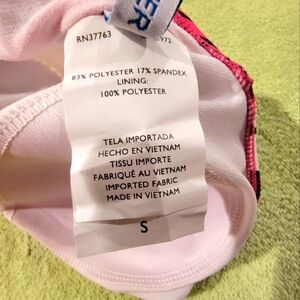 RN37763
83% POLYESTER 17% SPANDEX
LINING:
100% POLYESTER
TELA IMPORTADA
HECHO EN VIETNAM
TISSU IMPORTE
FABRIQUÉ AU VIETNAM
IMPORTED FABRIC
MADE IN VIETNAM
S